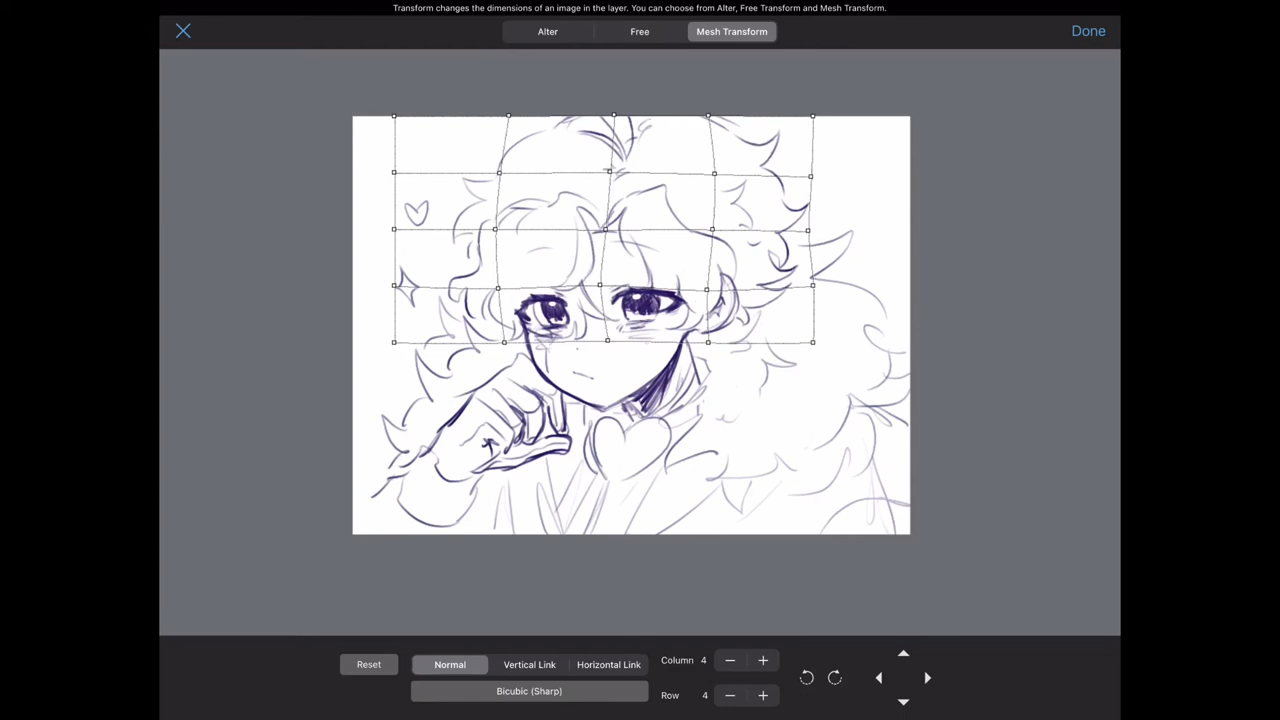 Transform changes the dimensions of an image in the layer. You can choose from Alter, Free Transform and Mesh Transform.
Alter Free Mesh Transform Done
Reset Normal Vertical Link Horizontal Link Column 4
Bicubic (Sharp) Row 4